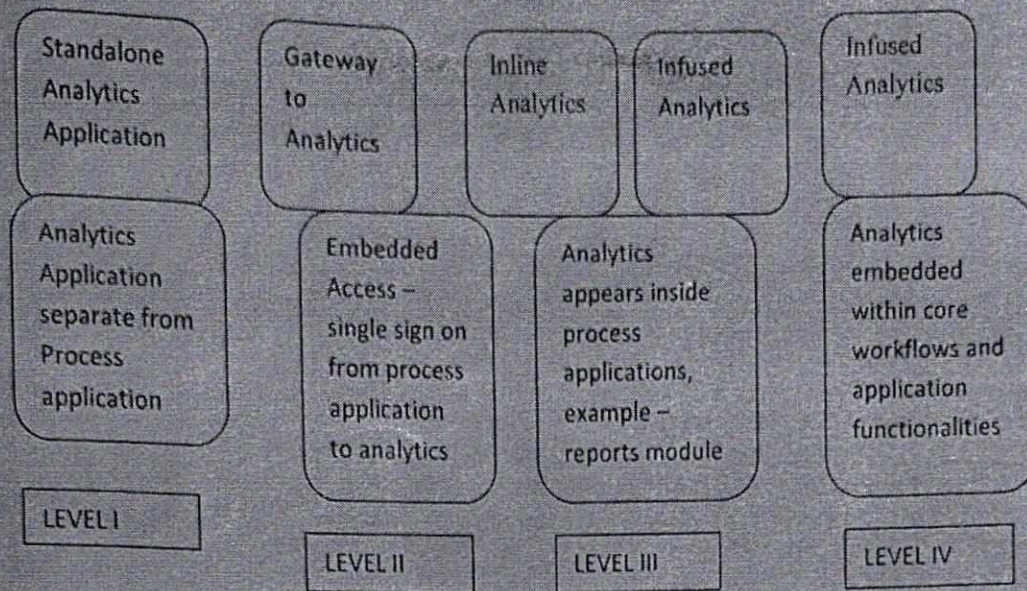 Standalone
Analytics
Application
Gateway
to
Analytics
Inline
Analytics
Infused
Analytics
Infused
Analytics
Analytics
Application
separate from
Process
application
Embedded
Access –
single sign on
from process
application
to analytics
Analytics
appears inside
process
applications,
example –
reports module
Analytics
embedded
within core
workflows and
application
functionalities
LEVEL I
LEVEL II
LEVEL III
LEVEL IV